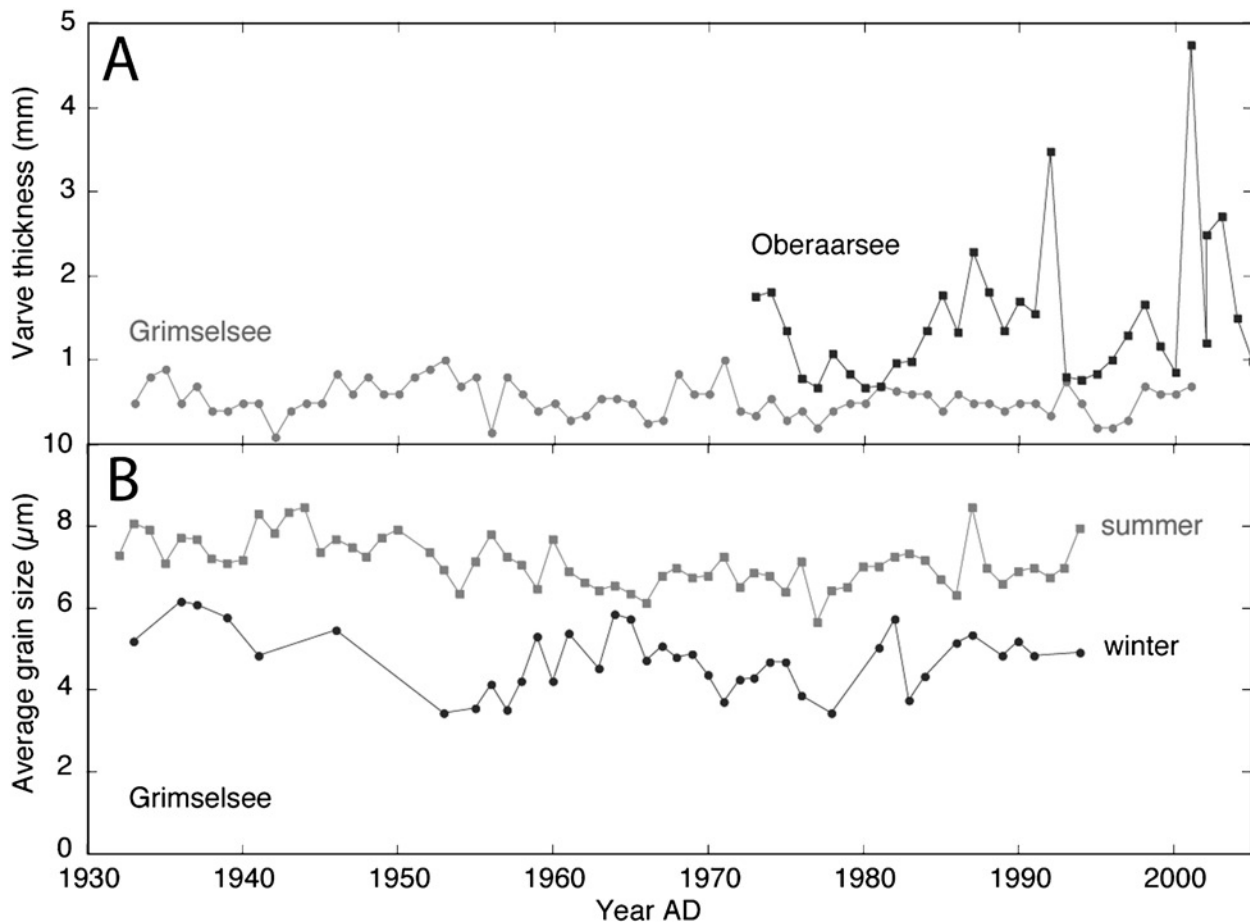 A
Varve thickness (mm)
5
4
3
2
1
Oberaarsee
Grimselsee
B
Average grain size (µm)
10
8
6
4
2
0
summer
winter
Grimselsee
1930 1940 1950 1960 1970 1980 1990 2000
Year AD